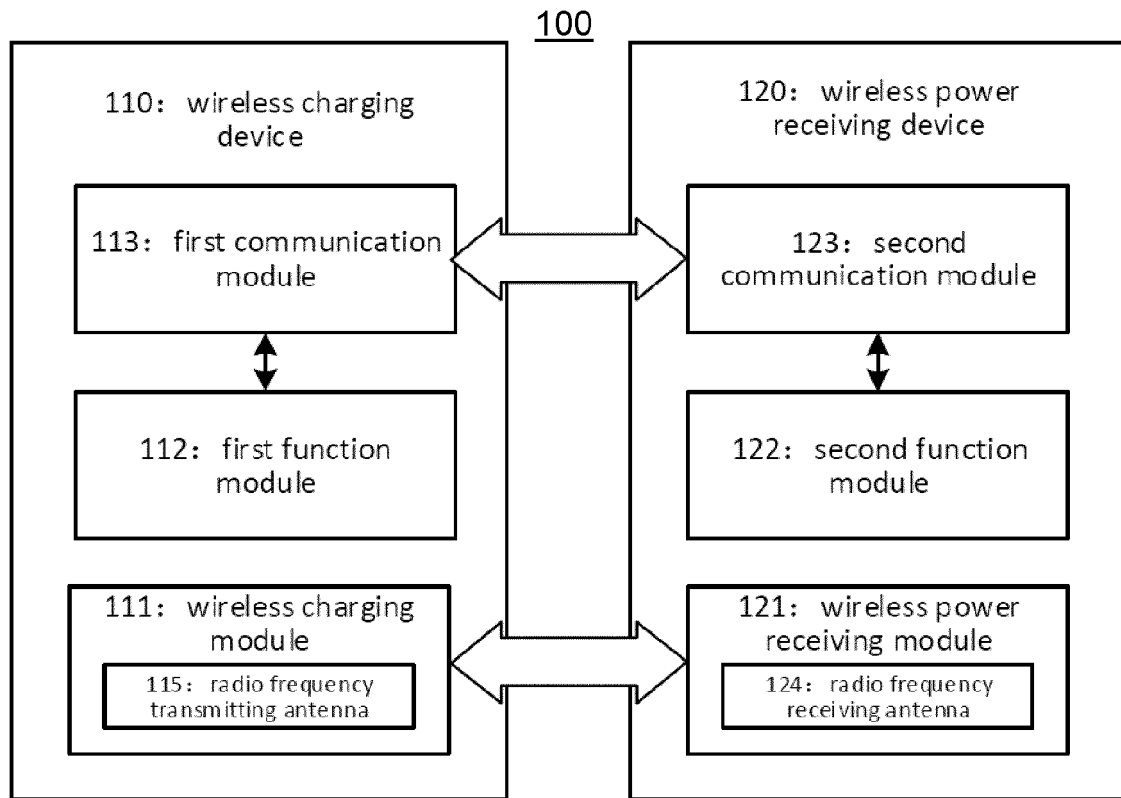 100
110：wireless charging
device
113：first communication
module
112：first function
module
111：wireless charging
module
115：radio frequency
transmitting antenna
120：wireless power
receiving device
123：second
communication module
122：second function
module
121：wireless power
receiving module
124：radio frequency
receiving antenna